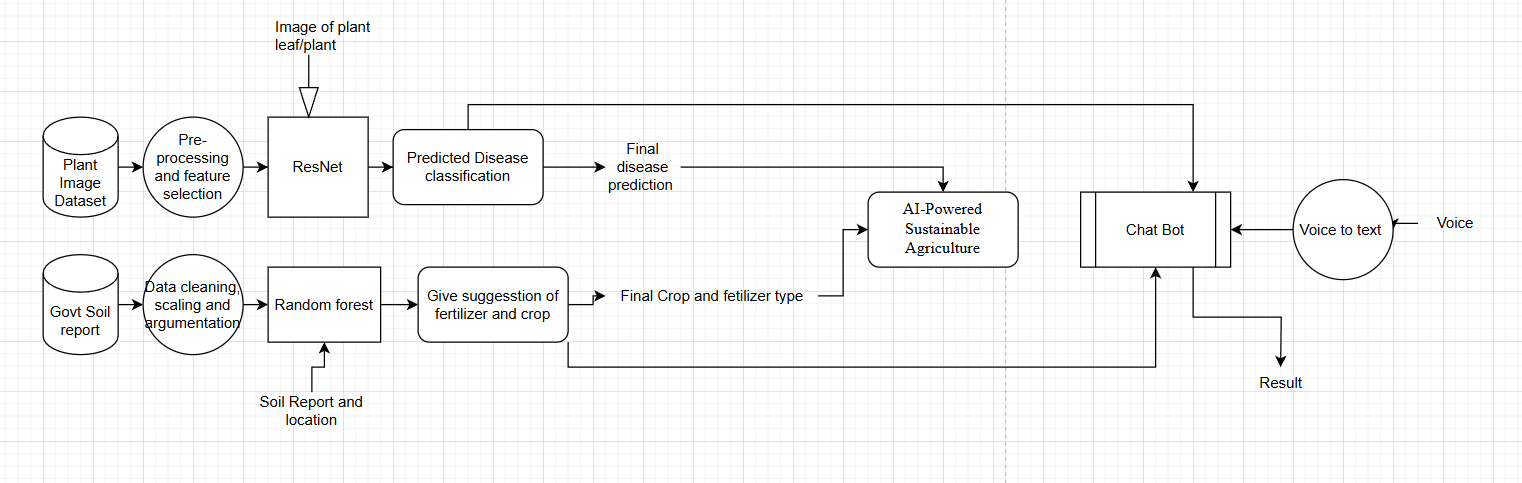 Image of plant
leaf/plant
Plant
Image
Dataset
Pre-
processing
and feature
selection
ResNet
Predicted Disease
classification
Final
disease
prediction
AI-Powered
Sustainable
Agriculture
Chat Bot
Voice to text
Voice
Govt Soil
report
Data cleaning,
scaling and
argumentation
Random forest
Give suggesstion of
fertilizer and crop
Final Crop and fetilizer type
Soil Report and
location
Result